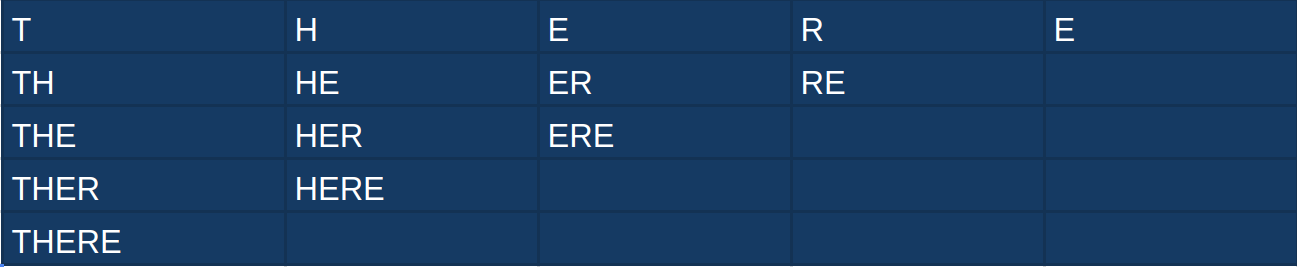 T H E R E
TH HE ER RE
THE HER ERE
THER HERE
THERE